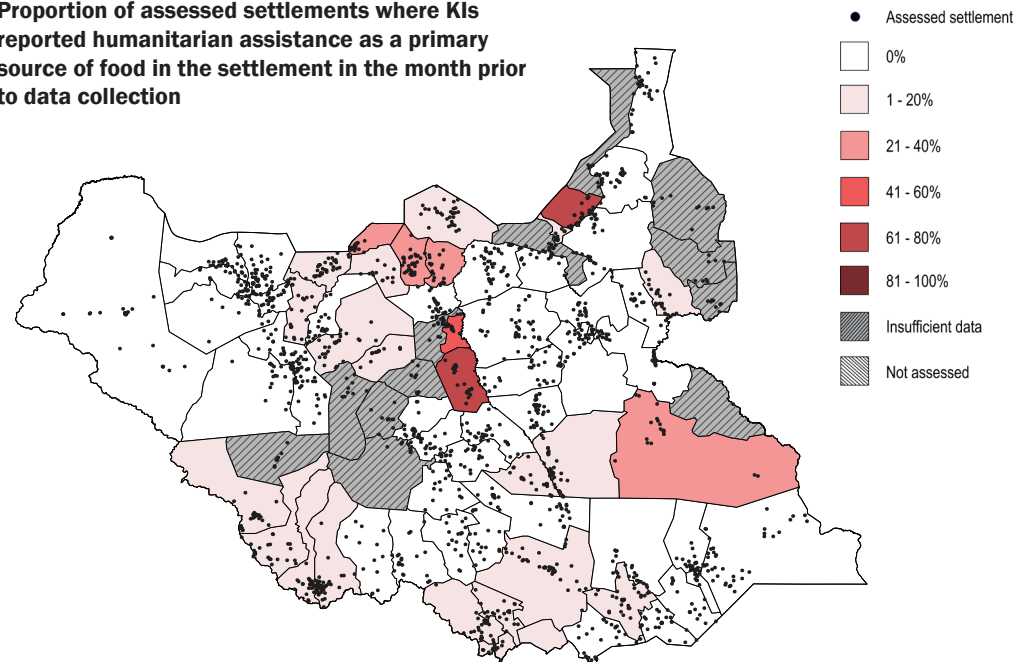 Proportion of assessed settlements where KIs
reported humanitarian assistance as a primary
source of food in the settlement in the month prior
to data collection
Assessed settlement
0%
1 - 20%
21 - 40%
41 - 60%
61 - 80%
81 - 100%
Insufficient data
Not assessed